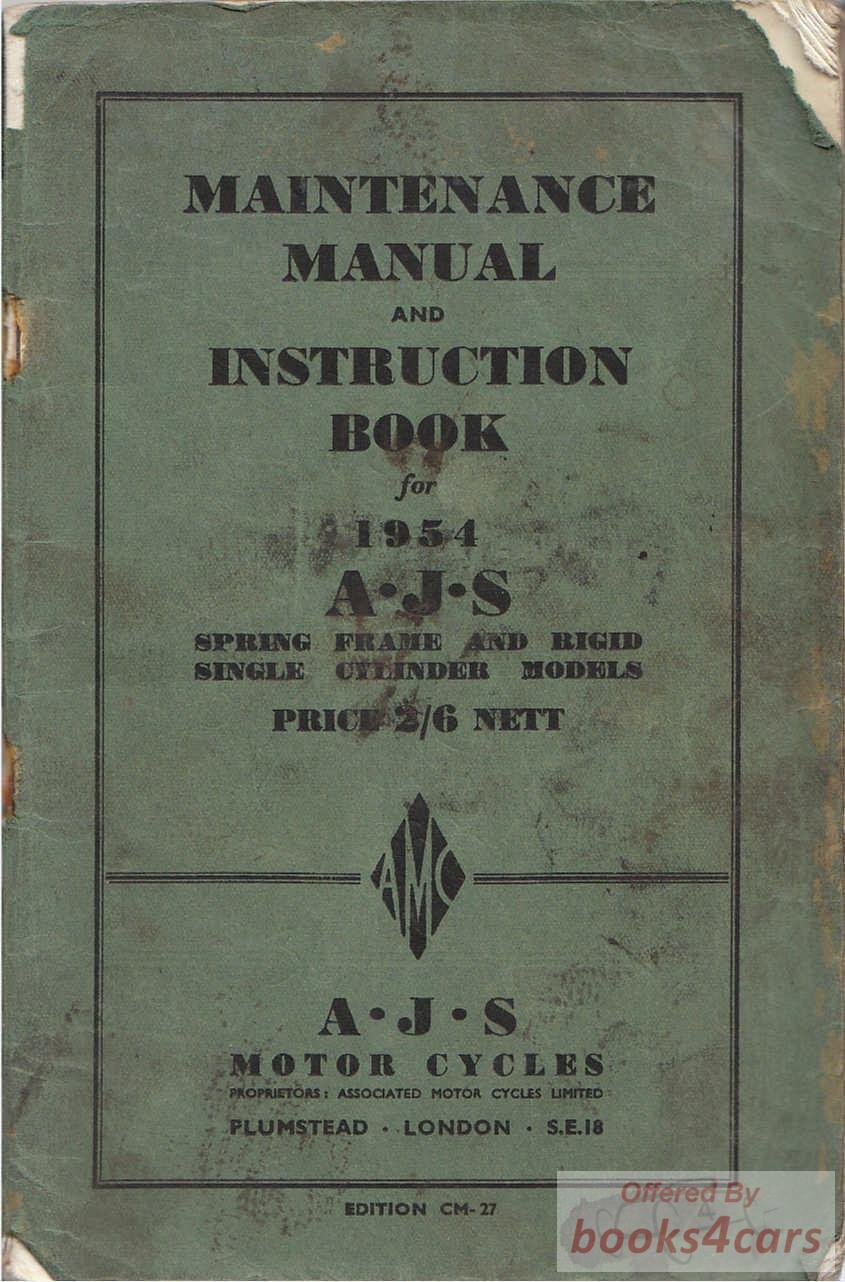 MAINTENANCE
MANUAL
AND
INSTRUCTION
BOOK
for
1954
A·J·S
SPRING FRAME AND RIGID
SINGLE CYLINDER MODELS
PRICE 2/6 NETT
AMC
A·J·S
MOTOR CYCLES
PROPRIETORS: ASSOCIATED MOTOR CYCLES LIMITED
PLUMSTEAD · LONDON · S.E.18
EDITION CM-27
Offered By
books4cars